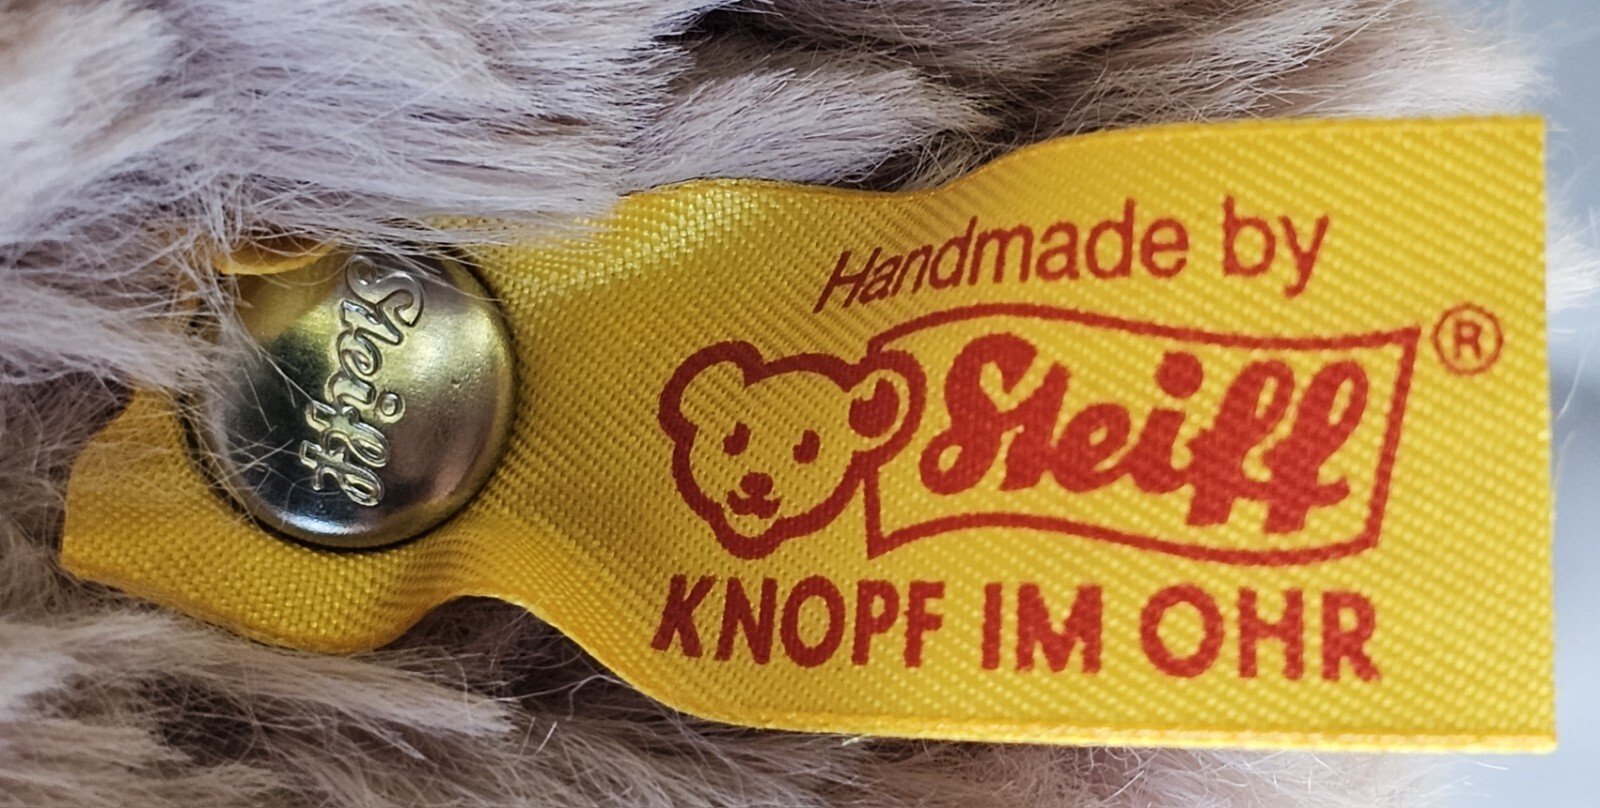 Steiff
Handmade by
Steiff ®
KNOPF IM OHR